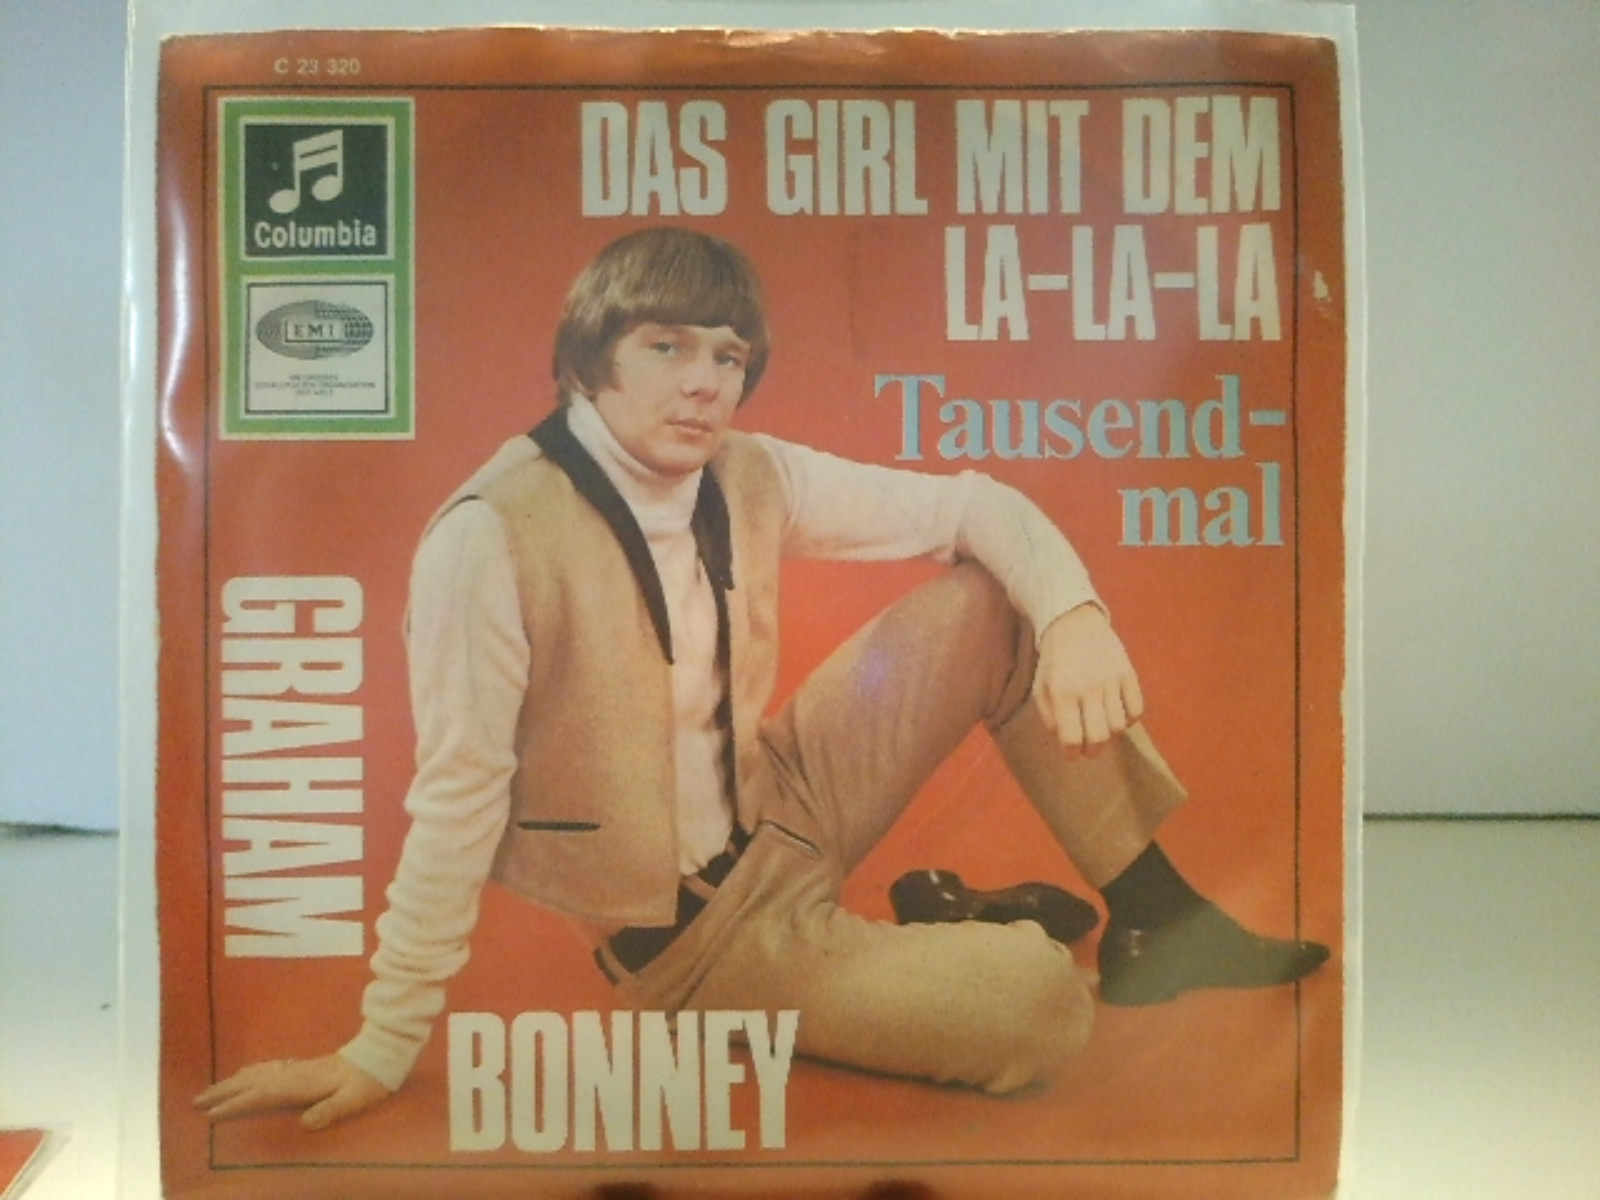 C 23 320
DAS GIRL MIT DEM
LA-LA-LA
Columbia
EMI
Tausend-
mal
GRAHAM
BONNEY